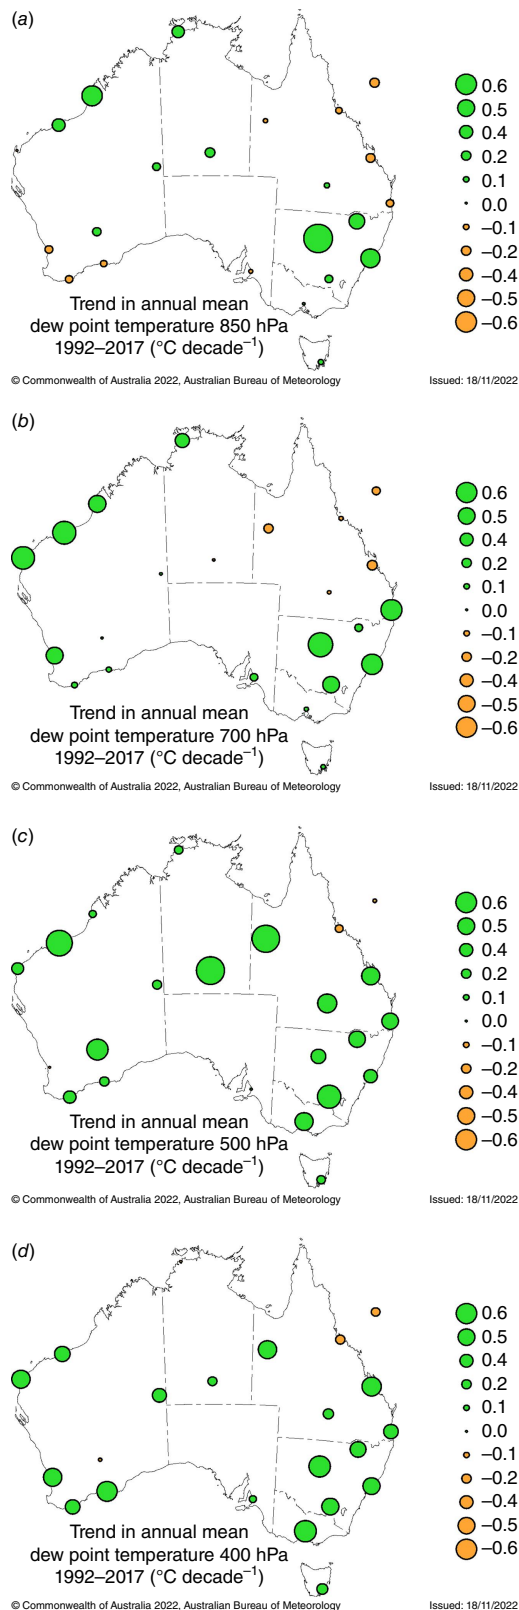 (a)
0.6
0.5
0.4
0.2
0.1
0.0
−0.1
−0.2
−0.4
−0.5
−0.6
Trend in annual mean
dew point temperature 850 hPa
1992–2017 (°C decade⁻¹)
© Commonwealth of Australia 2022, Australian Bureau of Meteorology Issued: 18/11/2022
(b)
0.6
0.5
0.4
0.2
0.1
0.0
−0.1
−0.2
−0.4
−0.5
−0.6
Trend in annual mean
dew point temperature 700 hPa
1992–2017 (°C decade⁻¹)
© Commonwealth of Australia 2022, Australian Bureau of Meteorology Issued: 18/11/2022
(c)
0.6
0.5
0.4
0.2
0.1
0.0
−0.1
−0.2
−0.4
−0.5
−0.6
Trend in annual mean
dew point temperature 500 hPa
1992–2017 (°C decade⁻¹)
© Commonwealth of Australia 2022, Australian Bureau of Meteorology Issued: 18/11/2022
(d)
0.6
0.5
0.4
0.2
0.1
0.0
−0.1
−0.2
−0.4
−0.5
−0.6
Trend in annual mean
dew point temperature 400 hPa
1992–2017 (°C decade⁻¹)
© Commonwealth of Australia 2022, Australian Bureau of Meteorology Issued: 18/11/2022